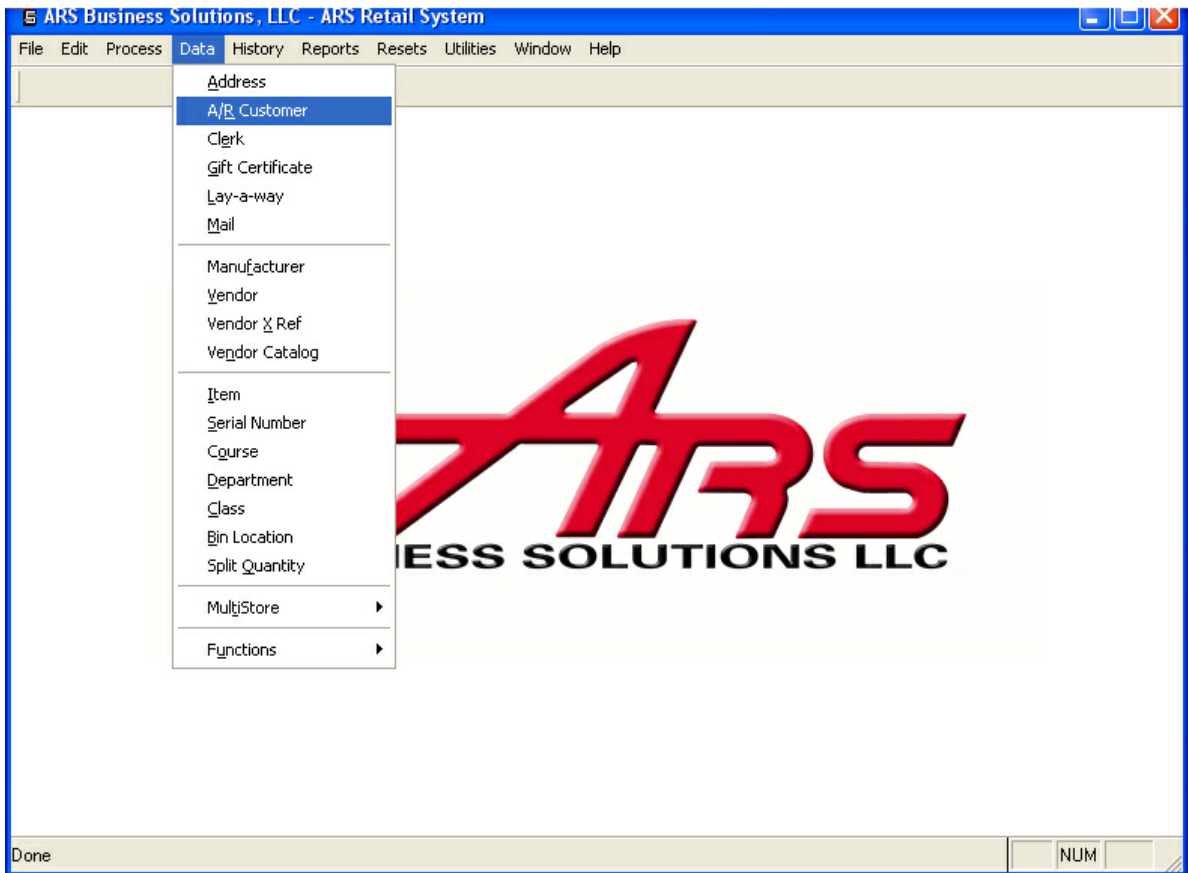 ARS Business Solutions, LLC - ARS Retail System
File Edit Process Data History Reports Resets Utilities Window Help
Address
A/R Customer
Clerk
Gift Certificate
Lay-a-way
Mail
Manufacturer
Vendor
Vendor X Ref
Vendor Catalog
Item
Serial Number
Course
Department
Class
Bin Location
Split Quantity
MultiStore
Functions
ARS
IESS SOLUTIONS LLC
Done NUM